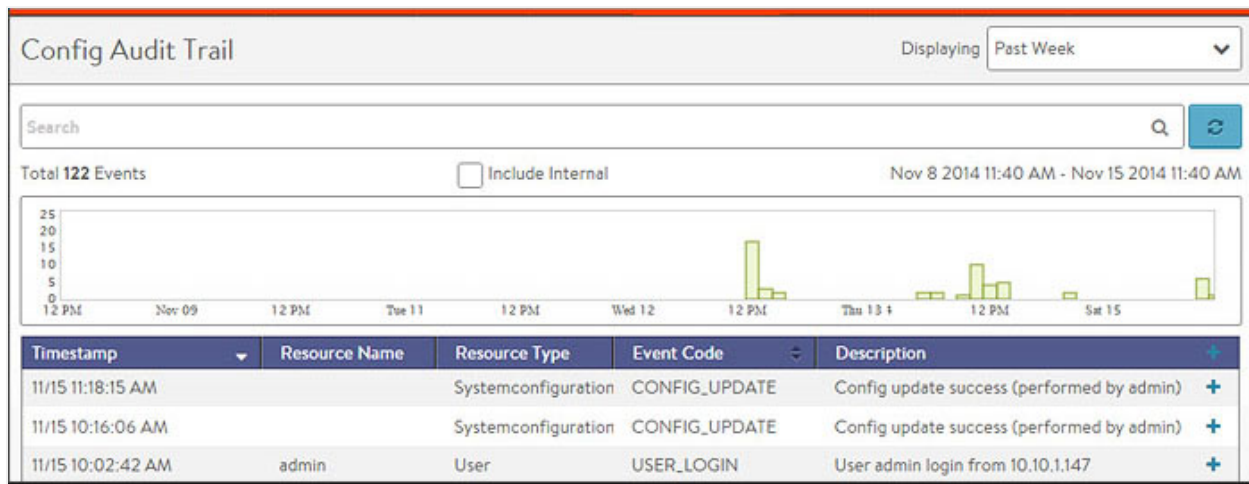 Config Audit Trail
Displaying Past Week
Search
Total 122 Events
Include Internal
Nov 8 2014 11:40 AM - Nov 15 2014 11:40 AM
25
20
15
10
5
0
12 PM Nov 09 12 PM Tue 11 12 PM Wed 12 12 PM Thu 13 12 PM Sat 15
Timestamp Resource Name Resource Type Event Code Description
11/15 11:18:15 AM Systemconfiguration CONFIG_UPDATE Config update success (performed by admin)
11/15 10:16:06 AM Systemconfiguration CONFIG_UPDATE Config update success (performed by admin)
11/15 10:02:42 AM admin User USER_LOGIN User admin login from 10.10.1.147